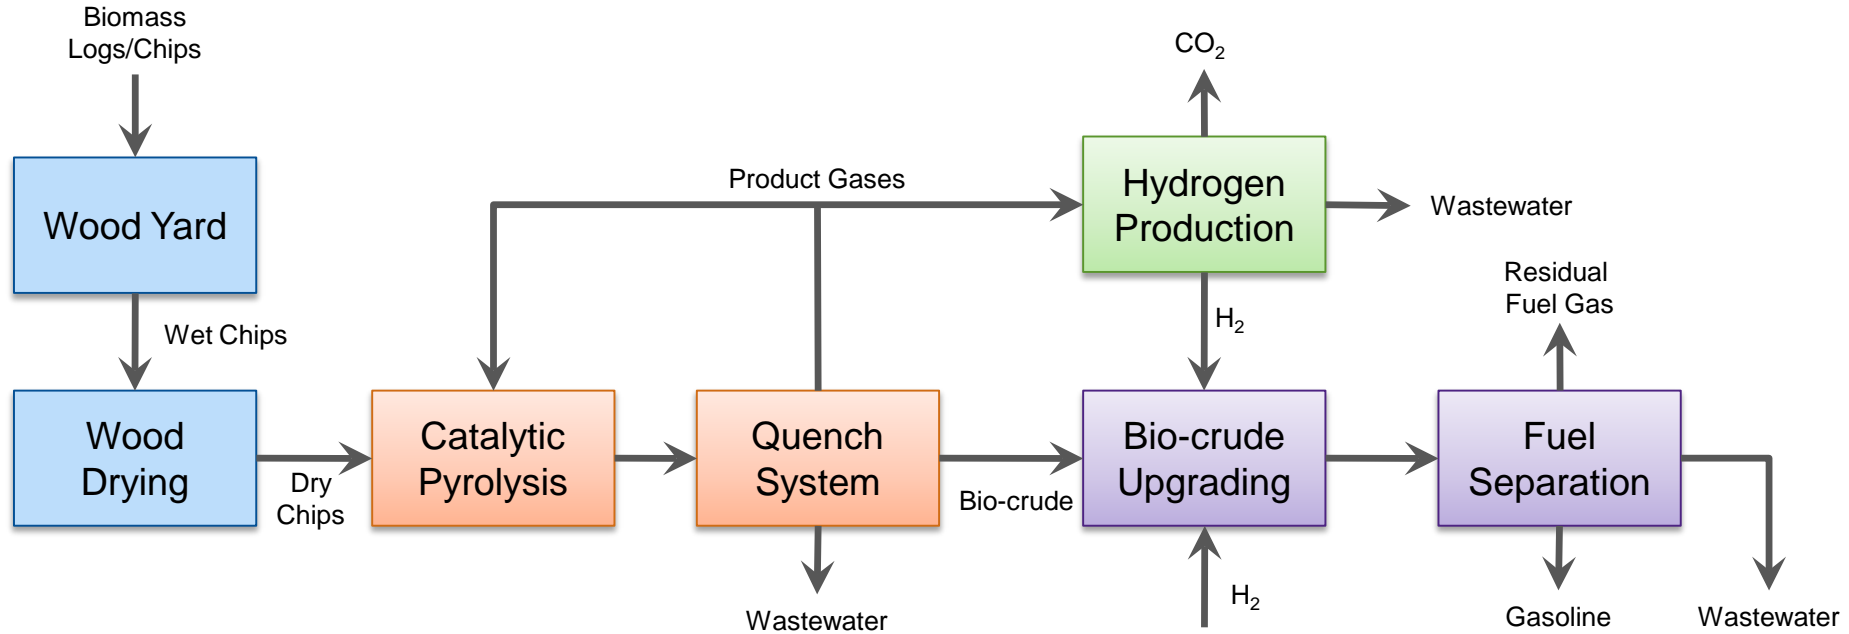 Biomass
Logs/Chips
CO₂
Wood Yard
Product Gases
Hydrogen
Production
Wastewater
Wet Chips
H₂
Residual
Fuel Gas
Wood
Drying
Dry
Chips
Catalytic
Pyrolysis
Quench
System
Bio-crude
Bio-crude
Upgrading
Fuel
Separation
Wastewater
H₂
Gasoline
Wastewater